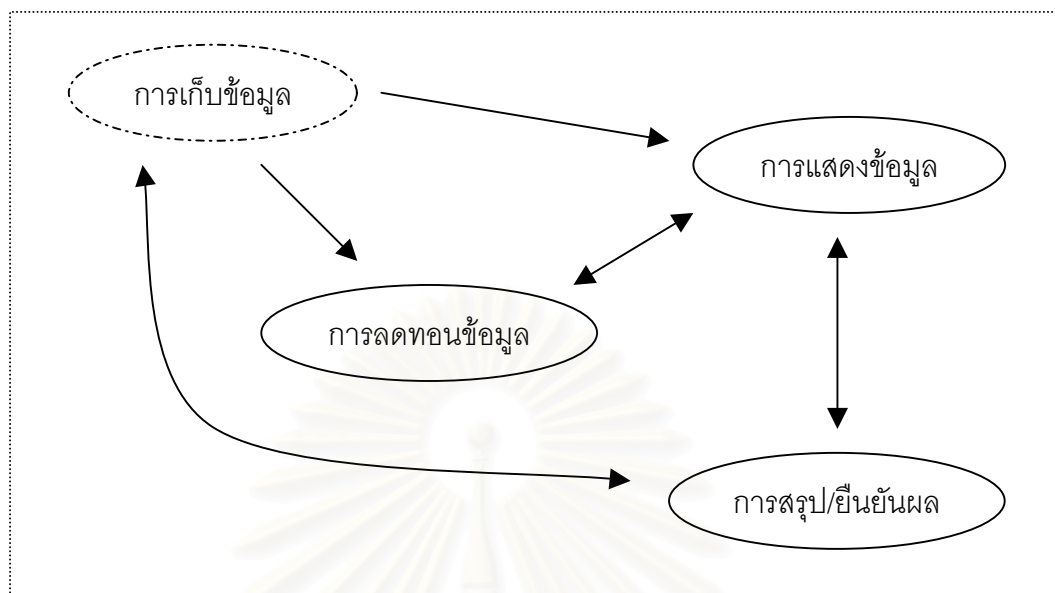 การเก็บข้อมูล
การแสดงข้อมูล
การลดทอนข้อมูล
การสรุป/ยืนยันผล